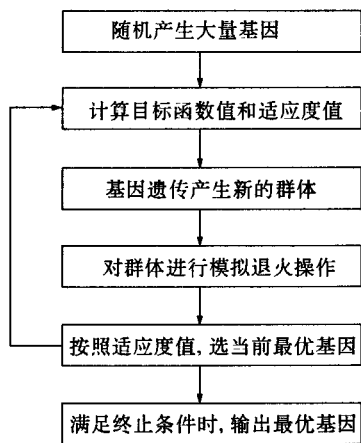 随机产生大量基因
计算目标函数值和适应度值
基因遗传产生新的群体
对群体进行模拟退火操作
按照适应度值,选当前最优基因
满足终止条件时,输出最优基因